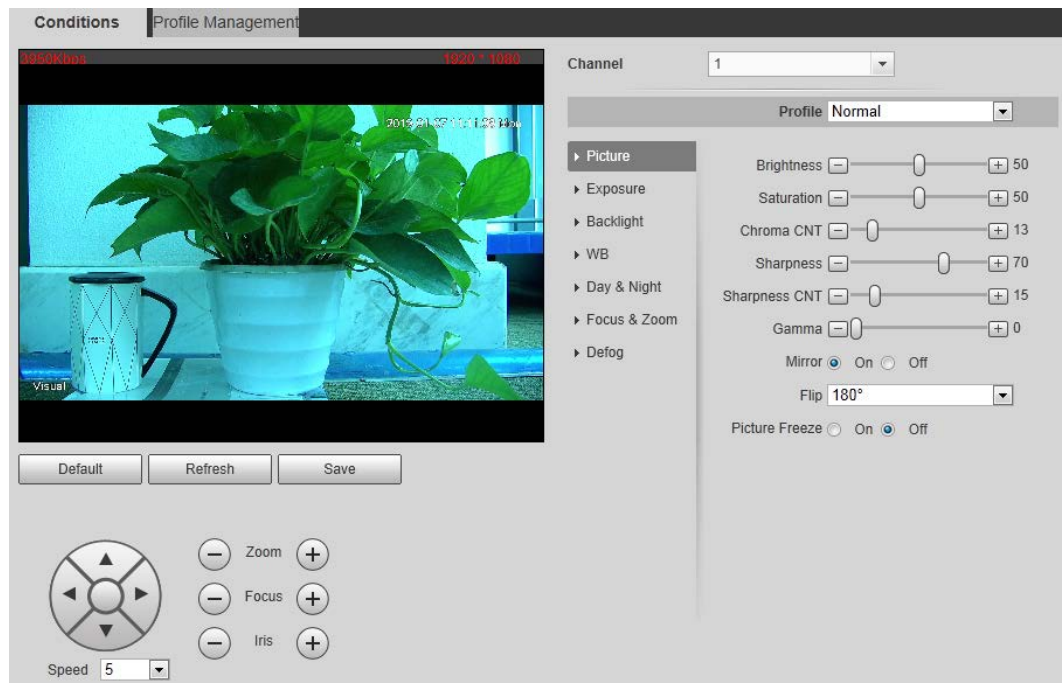 Conditions
Profile Management
3950Kbps
1920 * 1080
Visual
Default
Refresh
Save
Zoom
Focus
Iris
Speed 5
Channel 1
Profile Normal
Picture
Exposure
Backlight
WB
Day & Night
Focus & Zoom
Defog
Brightness 50
Saturation 50
Chroma CNT 13
Sharpness 70
Sharpness CNT 15
Gamma 0
Mirror On Off
Flip 180°
Picture Freeze On Off